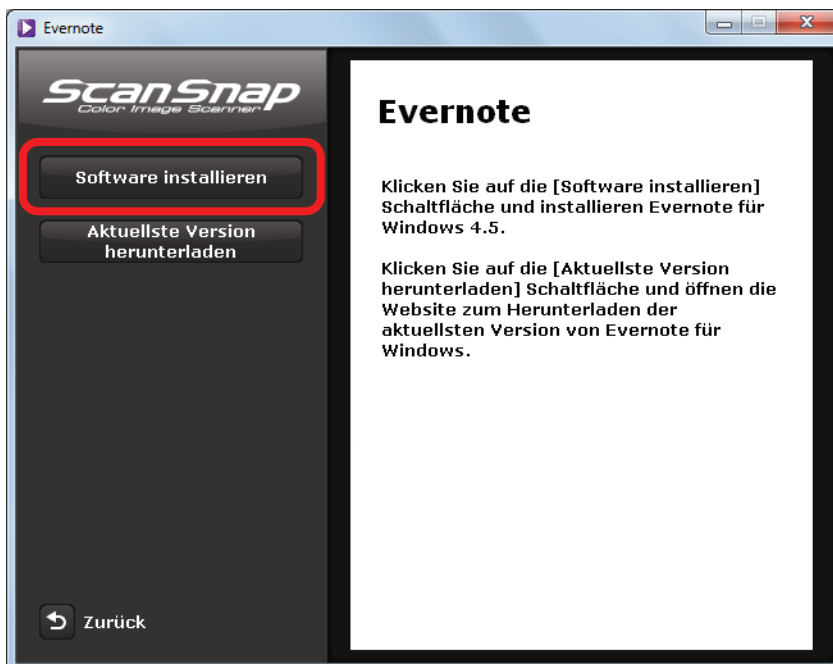 Evernote
ScanSnap
Color Image Scanner
Software installieren
Aktuellste Version
herunterladen
Zurück
Evernote
Klicken Sie auf die [Software installieren]
Schaltfläche und installieren Evernote für
Windows 4.5.
Klicken Sie auf die [Aktuellste Version
herunterladen] Schaltfläche und öffnen die
Website zum Herunterladen der
aktuellsten Version von Evernote für
Windows.